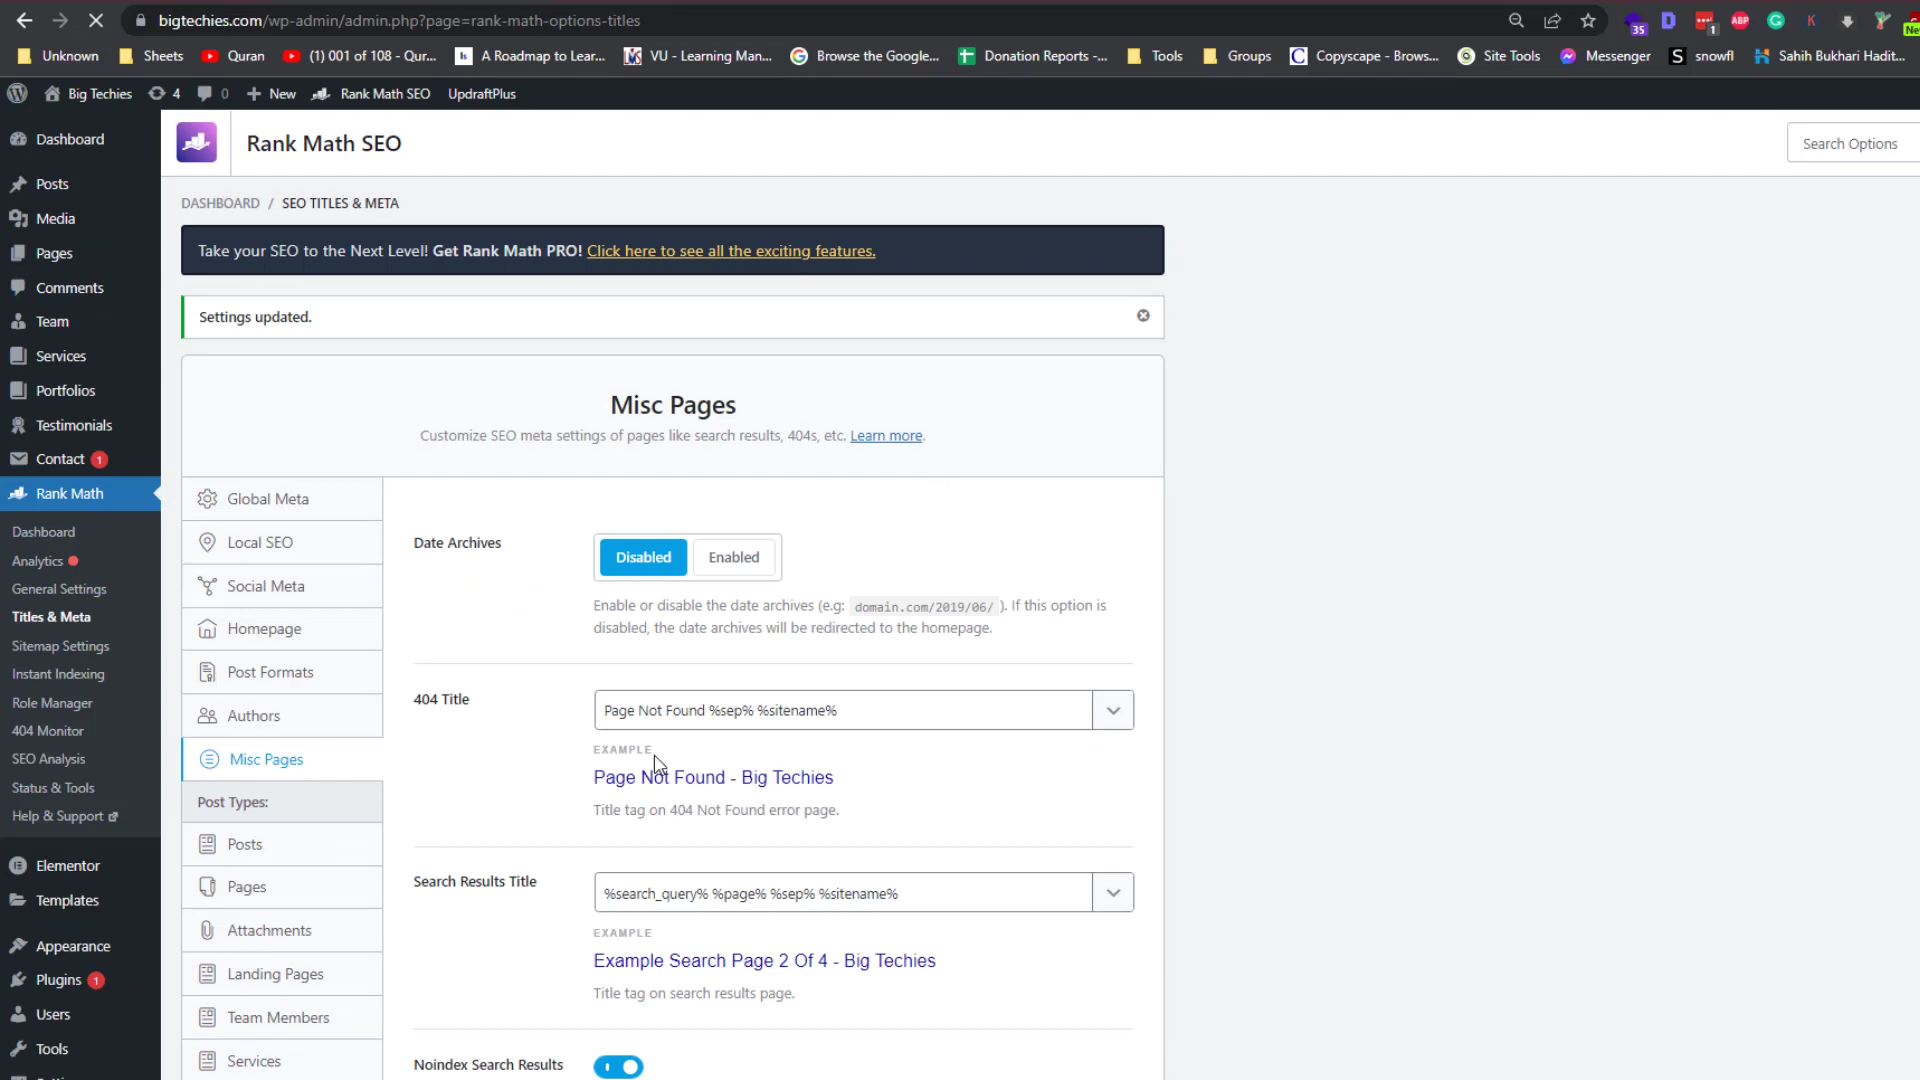 bigtechies.com/wp-admin/admin.php?page=rank-math-options-titles
35
D
1
ABP
K
Ne
Unknown
Sheets
Quran
(1) 001 of 108 - Qur...
A Roadmap to Lear...
VU - Learning Man...
Browse the Google...
Donation Reports -...
Tools
Groups
Copyscape - Brows...
Site Tools
Messenger
snowfl
Sahih Bukhari Hadit...
Big Techies
4
0
New
Rank Math SEO
UpdraftPlus
Dashboard
Posts
Media
Pages
Comments
Team
Services
Portfolios
Testimonials
Contact 1
Rank Math
Dashboard
Analytics
General Settings
Titles & Meta
Sitemap Settings
Instant Indexing
Role Manager
404 Monitor
SEO Analysis
Status & Tools
Help & Support
Elementor
Templates
Appearance
Plugins 1
Users
Tools
Rank Math SEO
Search Options
DASHBOARD / SEO TITLES & META
Take your SEO to the Next Level! Get Rank Math PRO! Click here to see all the exciting features.
Settings updated.
Misc Pages
Customize SEO meta settings of pages like search results, 404s, etc. Learn more.
Global Meta
Local SEO
Social Meta
Homepage
Post Formats
Authors
Misc Pages
Post Types:
Posts
Pages
Attachments
Landing Pages
Team Members
Services
Date Archives
Disabled
Enabled
Enable or disable the date archives (e.g: domain.com/2019/06/ ). If this option is
disabled, the date archives will be redirected to the homepage.
404 Title
Page Not Found %sep% %sitename%
EXAMPLE
Page Not Found - Big Techies
Title tag on 404 Not Found error page.
Search Results Title
%search_query% %page% %sep% %sitename%
EXAMPLE
Example Search Page 2 Of 4 - Big Techies
Title tag on search results page.
Noindex Search Results